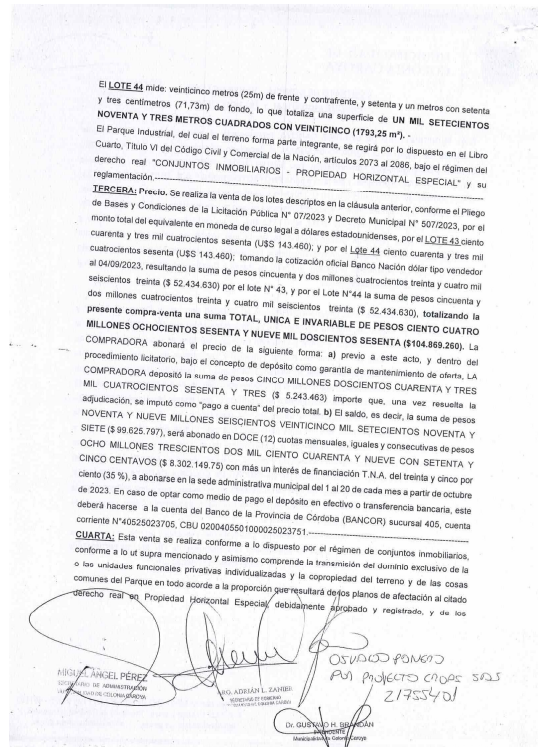 El LOTE 44 mide: veinticinco metros (25m) de frente y contrafrente, y setenta y un metros con setenta
y tres centímetros (71,73m) de fondo, lo que totaliza una superficie de UN MIL SETECIENTOS
NOVENTA Y TRES METROS CUADRADOS CON VEINTICINCO (1793,25 m²). -
El Parque Industrial, del cual el terreno forma parte integrante, se regirá por lo dispuesto en el Libro
Cuarto, Título VI del Código Civil y Comercial de la Nación, artículos 2073 al 2086, bajo el régimen del
derecho real "CONJUNTOS INMOBILIARIOS - PROPIEDAD HORIZONTAL ESPECIAL" y su
reglamentación.
TERCERA: Precio. Se realiza la venta de los lotes descriptos en la cláusula anterior, conforme el Pliego
de Bases y Condiciones de la Licitación Pública N° 07/2023 y Decreto Municipal N° 507/2023, por el
monto total del equivalente en moneda de curso legal a dólares estadounidenses, por el LOTE 43 ciento
cuarenta y tres mil cuatrocientos sesenta (U$S 143.460); y por el Lote 44 ciento cuarenta y tres mil
cuatrocientos sesenta (U$S 143.460); tomando la cotización oficial Banco Nación dólar tipo vendedor
al 04/09/2023, resultando la suma de pesos cincuenta y dos millones cuatrocientos treinta y cuatro mil
seiscientos treinta ($ 52.434.630) por el lote N° 43, y por el Lote N°44 la suma de pesos cincuenta y
dos millones cuatrocientos treinta y cuatro mil seiscientos treinta ($ 52.434.630), totalizando la
presente compra-venta una suma TOTAL, UNICA E INVARIABLE DE PESOS CIENTO CUATRO
MILLONES OCHOCIENTOS SESENTA Y NUEVE MIL DOSCIENTOS SESENTA ($104.869.260). La
COMPRADORA abonará el precio de la siguiente forma: a) previo a este acto, y dentro del
procedimiento licitatorio, bajo el concepto de depósito como garantía de mantenimiento de oferta, LA
COMPRADORA depositó la suma de pesos CINCO MILLONES DOSCIENTOS CUARENTA Y TRES
MIL CUATROCIENTOS SESENTA Y TRES ($ 5.243.463) importe que, una vez resuelta la
adjudicación, se imputó como "pago a cuenta" del precio total. b) El saldo, es decir, la suma de pesos
NOVENTA Y NUEVE MILLONES SEISCIENTOS VEINTICINCO MIL SETECIENTOS NOVENTA Y
SIETE ($ 99.625.797), será abonado en DOCE (12) cuotas mensuales, iguales y consecutivas de pesos
OCHO MILLONES TRESCIENTOS DOS MIL CIENTO CUARENTA Y NUEVE CON SETENTA Y
CINCO CENTAVOS ($ 8.302.149.75) con más un interés de financiación T.N.A. del treinta y cinco por
ciento (35 %), a abonarse en la sede administrativa municipal del 1 al 20 de cada mes a partir de octubre
de 2023. En caso de optar como medio de pago el depósito en efectivo o transferencia bancaria, este
deberá hacerse a la cuenta del Banco de la Provincia de Córdoba (BANCOR) sucursal 405, cuenta
corriente N°40525023705, CBU 0200405501000025023751.
CUARTA: Esta venta se realiza conforme a lo dispuesto por el régimen de conjuntos inmobiliarios,
conforme a lo ut supra mencionado y asimismo comprende la transmisión del dominio exclusivo de la
o las unidades funcionales privativas individualizadas y la copropiedad del terreno y de las cosas
comunes del Parque en todo acorde a la proporción que resultará de los planos de afectación al citado
derecho real en Propiedad Horizontal Especial, debidamente aprobado y registrado, y de los
MIGUEL ÁNGEL PÉREZ
SECRETARIO DE ADMINISTRACIÓN
MUNICIPALIDAD DE COLONIA CAROYA
ADRIÁN L. ZANIER
SECRETARIO DE GOBIERNO
OSVALDO
POR PROYECTO CROPS SAS
21755401
Dr. GUSTAVO H. BRANDÁN
INTENDENTE
Municipalidad de Colonia Caroya